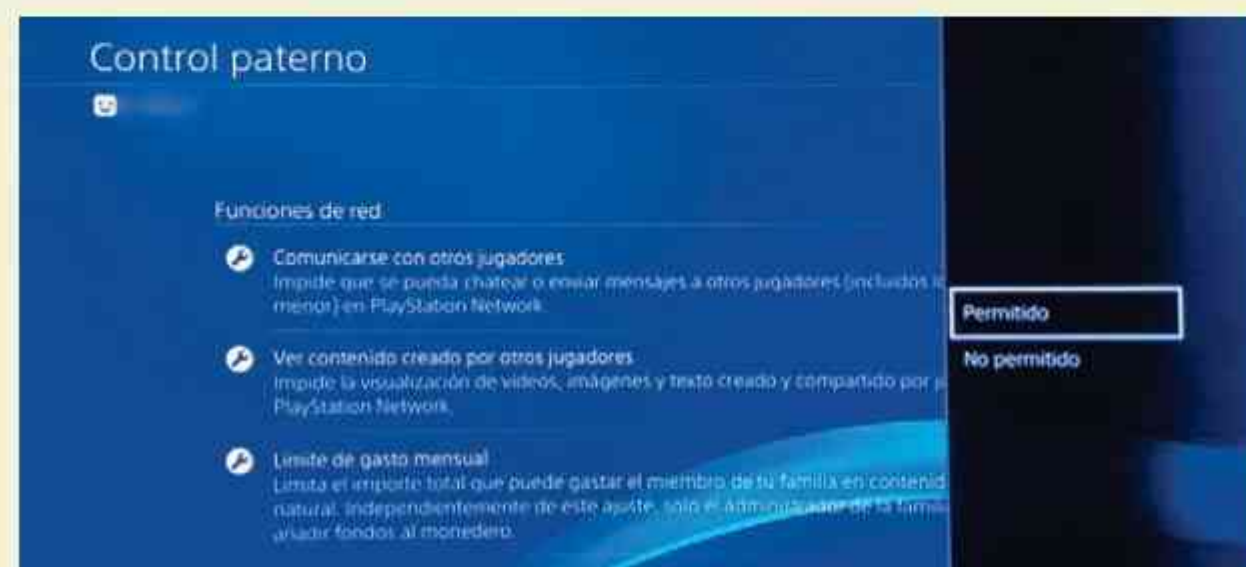 Control paterno
Funciones de red
Comunicarse con otros jugadores
Impide que se pueda chatear o enviar mensajes a otros jugadores (incluidos
menor) en PlayStation Network.
Permitido
No permitido
Ver contenido creado por otros jugadores
Impide la visualización de vídeos, imágenes y texto creado y compartido por
PlayStation Network.
Límite de gasto mensual
Limita el importe total que puede gastar el miembro de tu familia en contenid
natural. Independientemente de este ajuste, solo el administrador de la famili
añadir fondos al monedero.